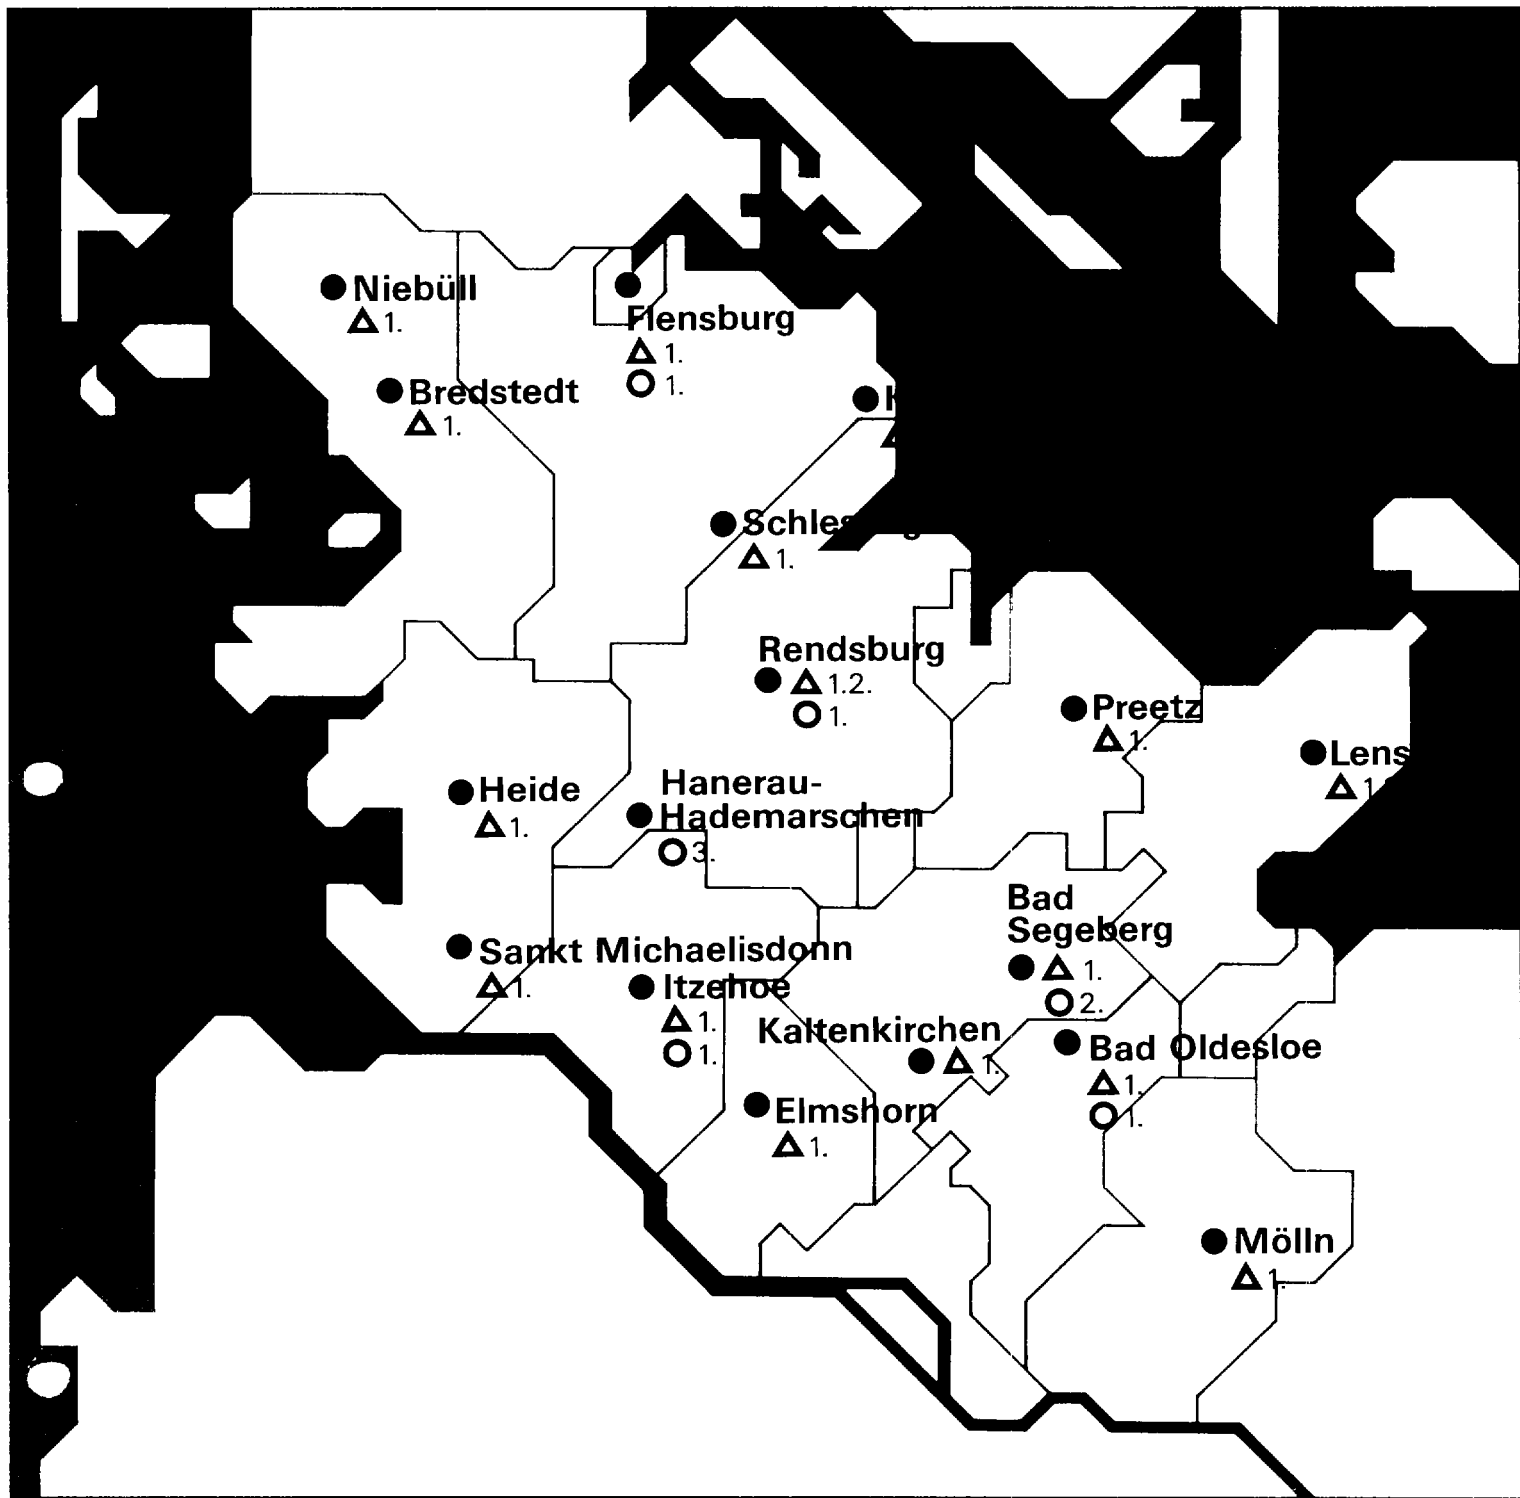 Niebüll
1.
Flensburg
1.
1.
Bredstedt
1.
1.
Rendsburg
1.2.
1.
Preetz
1.
Heide
1.
Hanerau-
Hademarschen
3.
Bad
Segeberg
1.
2.
Sankt Michaelisdonn
1.
Itzehoe
1.
1.
Kaltenkirchen
1.
Bad Oldesloe
1.
1.
Elmshorn
1.
Mölln
1.